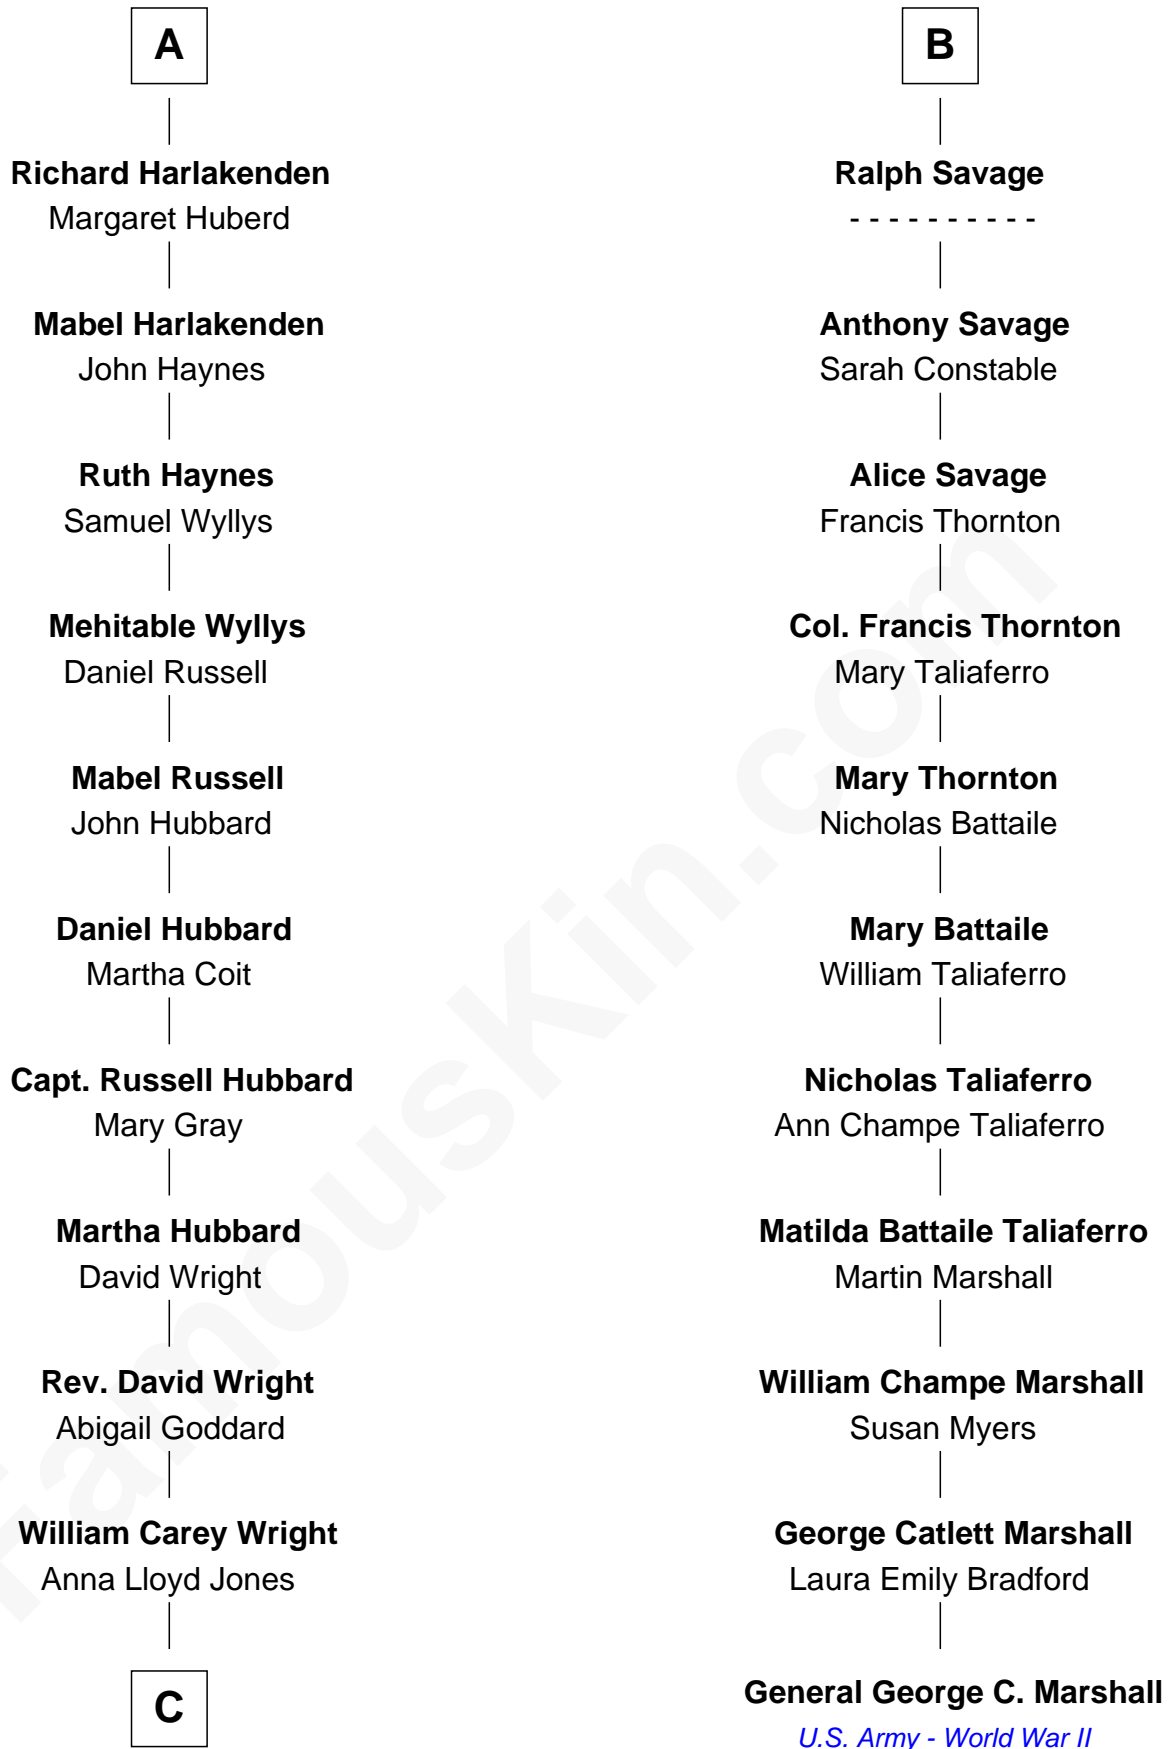 A
Richard Harlakenden
Margaret Huberd
Mabel Harlakenden
John Haynes
Ruth Haynes
Samuel Wyllys
Mehitable Wyllys
Daniel Russell
Mabel Russell
John Hubbard
Daniel Hubbard
Martha Coit
Capt. Russell Hubbard
Mary Gray
Martha Hubbard
David Wright
Rev. David Wright
Abigail Goddard
William Carey Wright
Anna Lloyd Jones
C
B
Ralph Savage
- - - - - - - - - -
Anthony Savage
Sarah Constable
Alice Savage
Francis Thornton
Col. Francis Thornton
Mary Taliaferro
Mary Thornton
Nicholas Battaile
Mary Battaile
William Taliaferro
Nicholas Taliaferro
Ann Champe Taliaferro
Matilda Battaile Taliaferro
Martin Marshall
William Champe Marshall
Susan Myers
George Catlett Marshall
Laura Emily Bradford
General George C. Marshall
U.S. Army - World War II
FamousKin.com